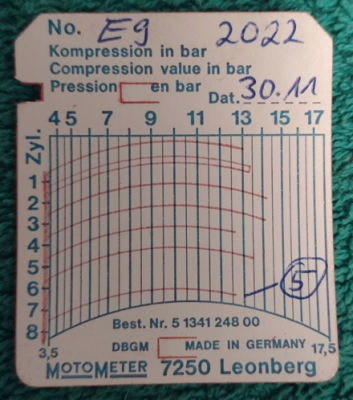 No. Eg 2022
Kompression in bar
Compression value in bar
Pression en bar Dat. 30.11
4 5 7 9 11 13 15 17
Zyl.
1
2
3
4
5
6
7
8
5
3,5 17,5
Best. Nr. 5 1341 248 00
DBGM MADE IN GERMANY
MOTOMETER 7250 Leonberg